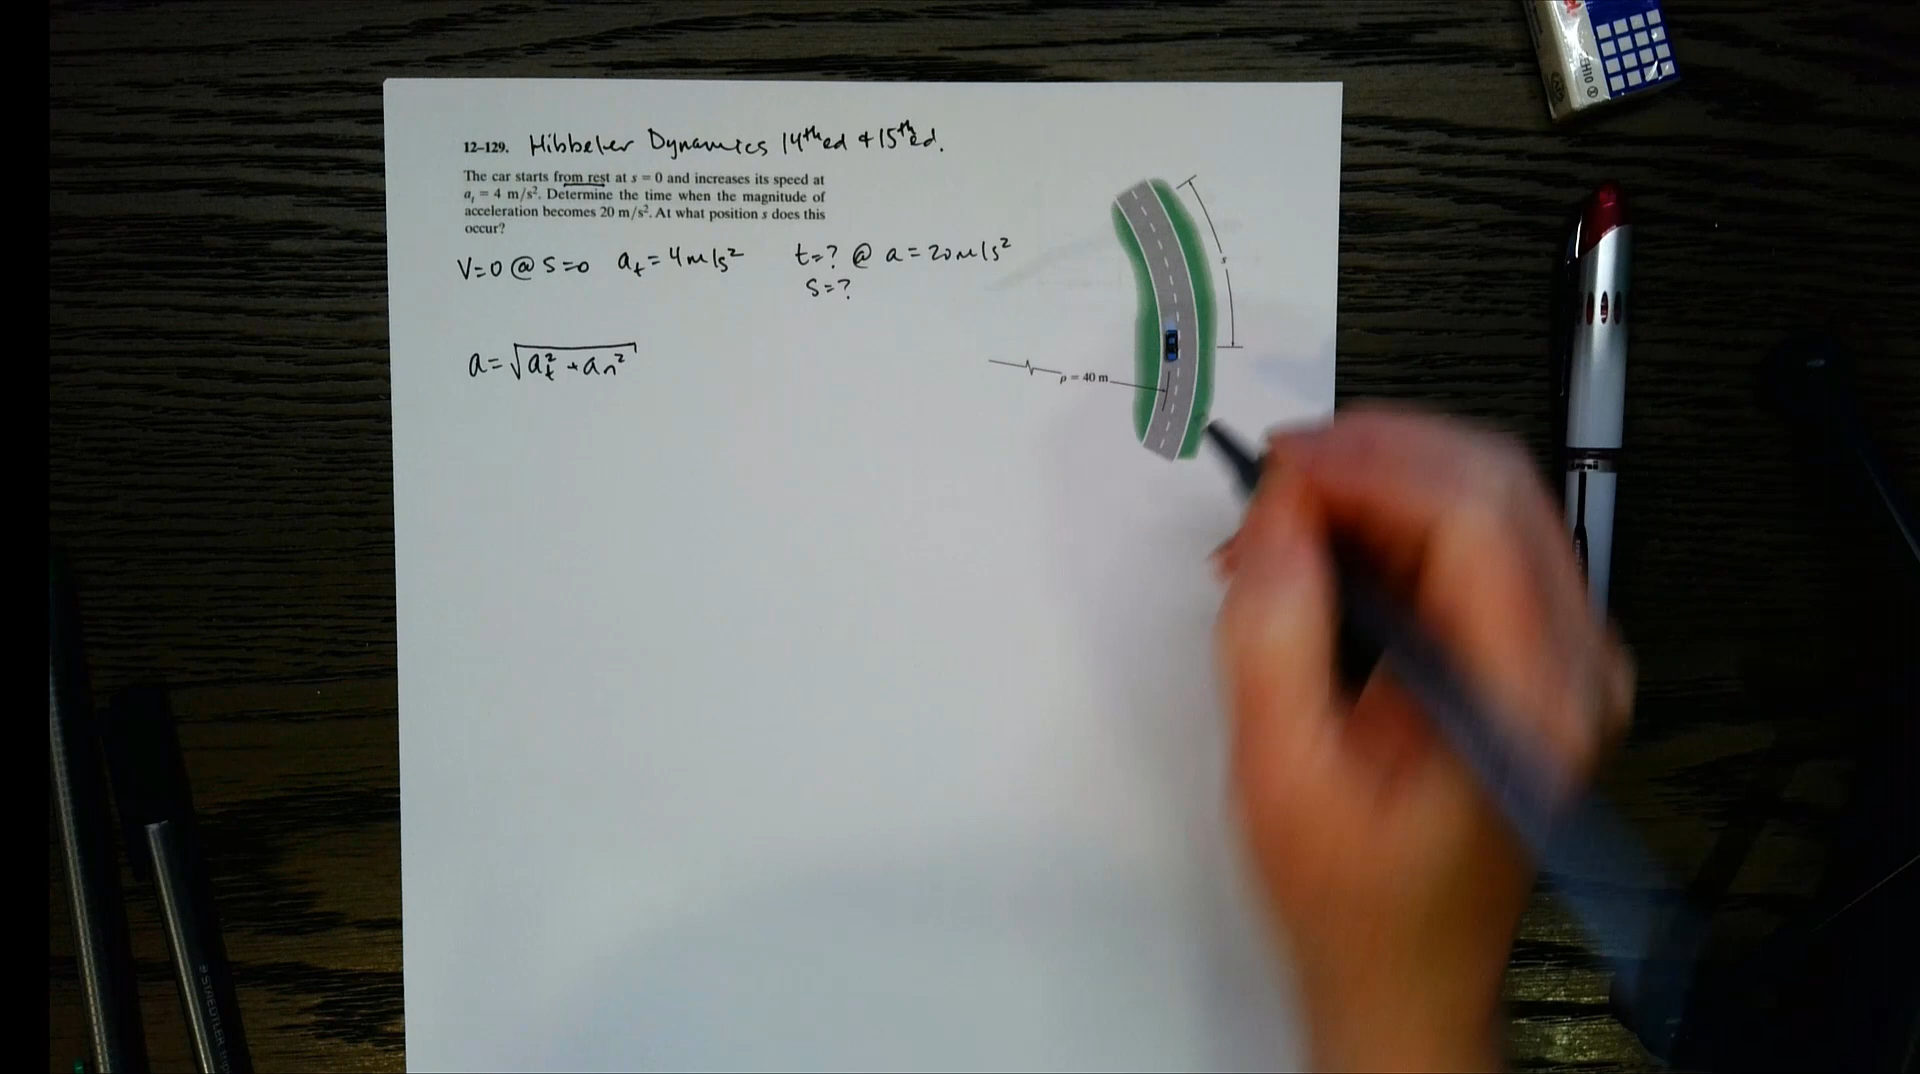 12–129. Hibbeler Dynamics 14th ed + 15th ed.
The car starts from rest at s = 0 and increases its speed at
aₜ = 4 m/s². Determine the time when the magnitude of
acceleration becomes 20 m/s². At what position s does this
occur?
V=0 @ S=0 aₜ = 4m/s² t=? @ a = 20m/s²
S=?
s
a = √aₜ² + aₙ²
ρ = 40 m
STAEDTLER